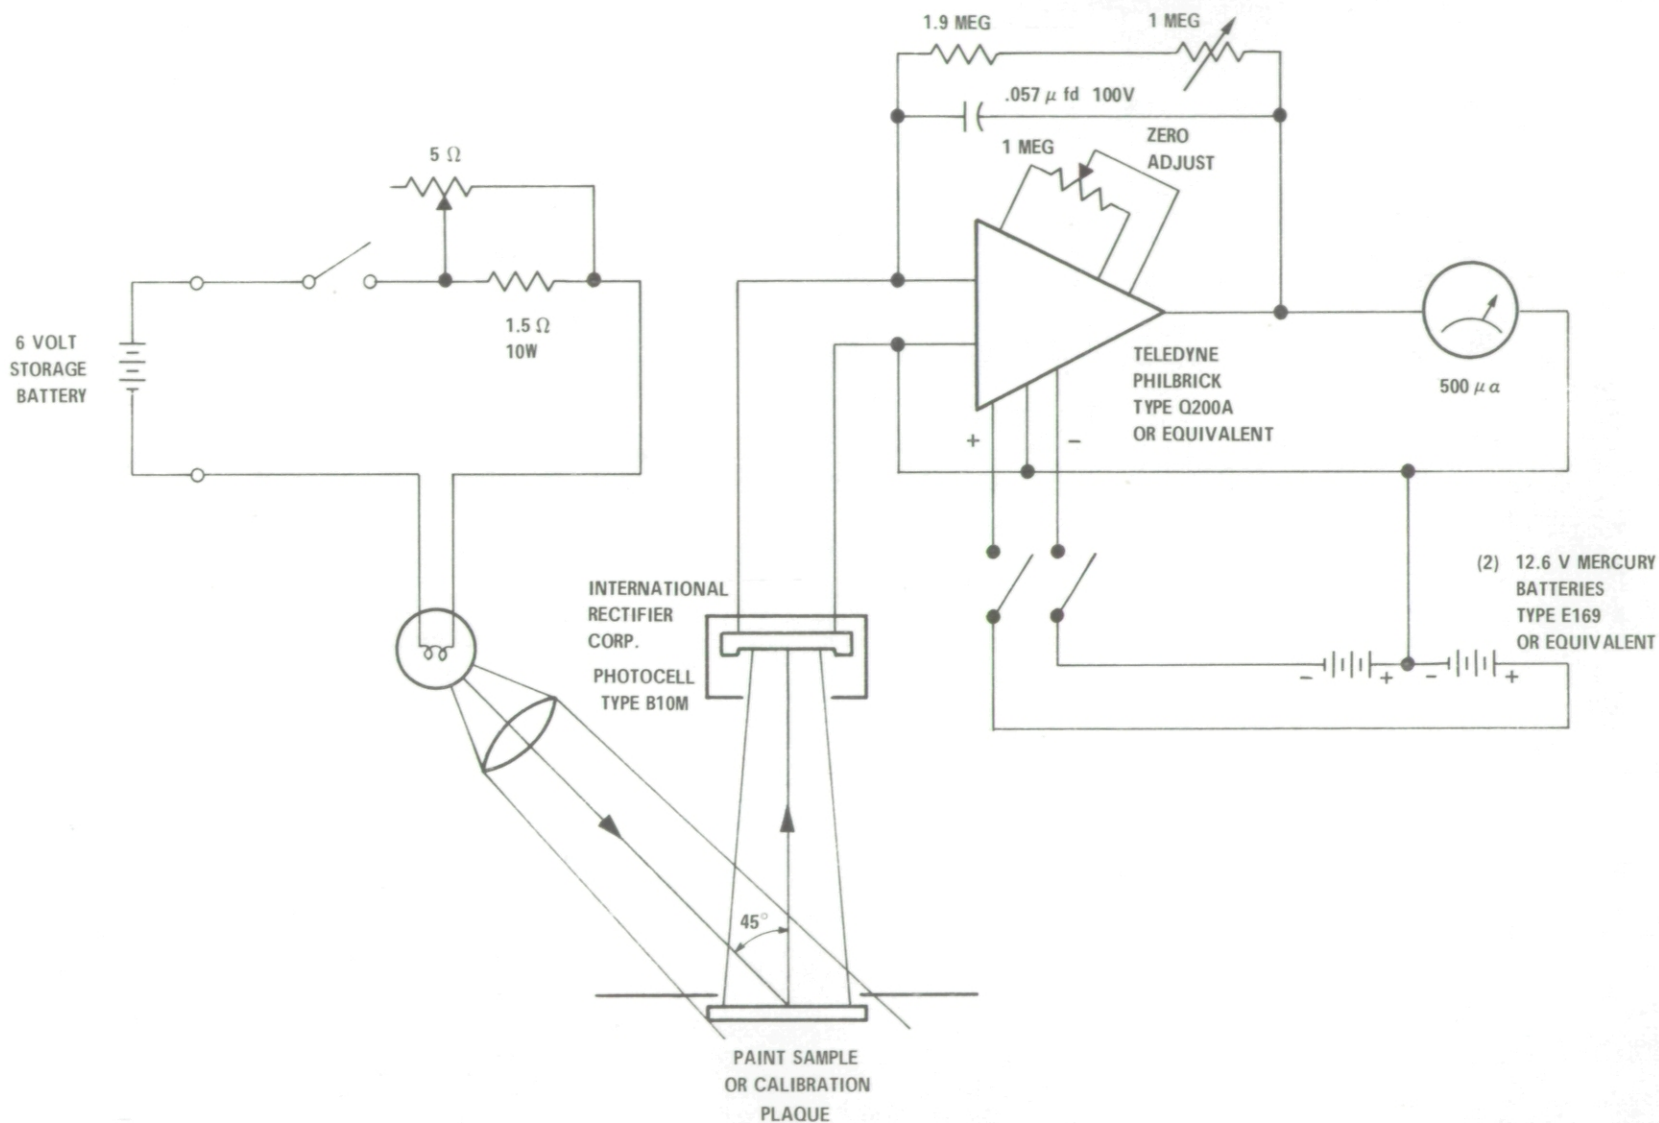 1.9 MEG
1 MEG
.057 μ fd 100V
1 MEG
ZERO
ADJUST
5 Ω
1.5 Ω
10W
6 VOLT
STORAGE
BATTERY
TELEDYNE
PHILBRICK
TYPE Q200A
OR EQUIVALENT
500 μa
+
-
(2) 12.6 V MERCURY
BATTERIES
TYPE E169
OR EQUIVALENT
- + - +
INTERNATIONAL
RECTIFIER
CORP.
PHOTOCELL
TYPE B10M
45°
PAINT SAMPLE
OR CALIBRATION
PLAQUE